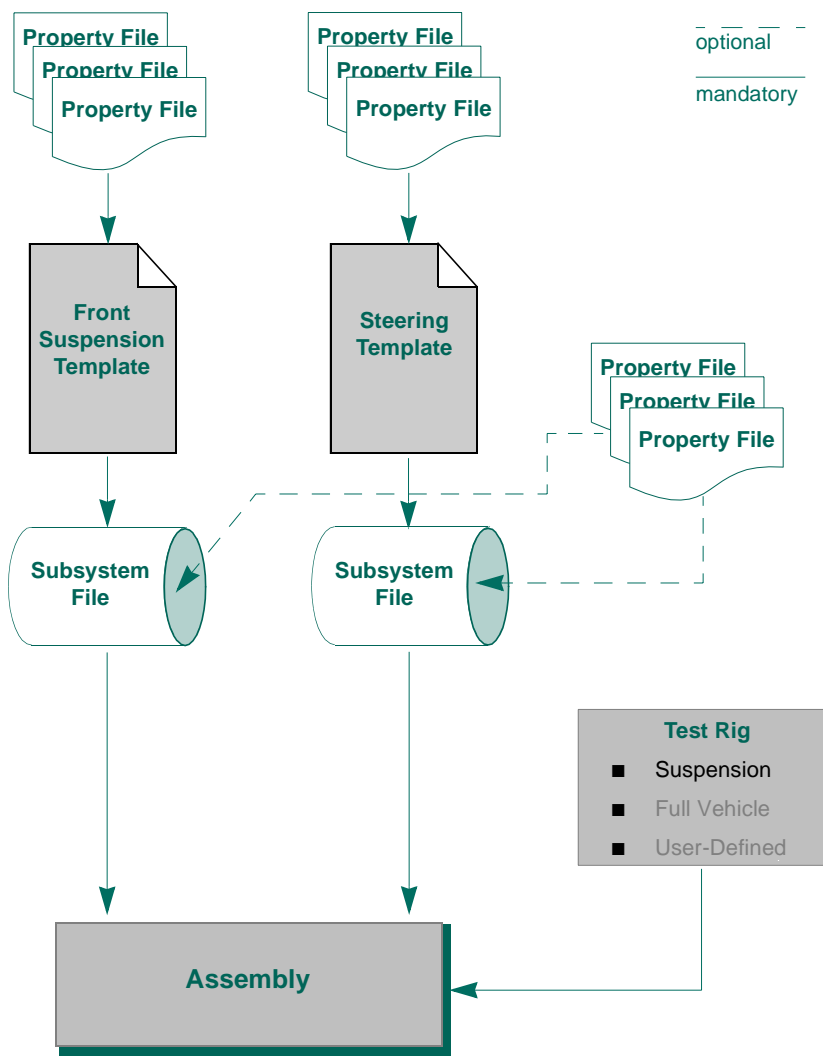 Property File
Property File
Property File
Property File
Property File
Property File
optional
mandatory
Front
Suspension
Template
Steering
Template
Property File
Property File
Property File
Subsystem
File
Subsystem
File
Test Rig
■ Suspension
■ Full Vehicle
■ User-Defined
Assembly